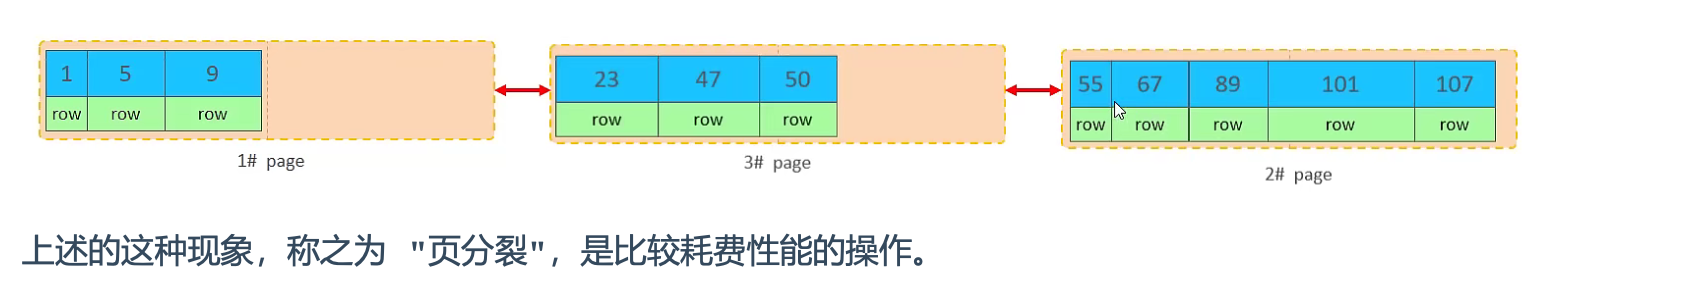 1 5 9
row row row
1# page
23 47 50
row row row
3# page
55 67 89 101 107
row row row row row
2# page
上述的这种现象，称之为 "页分裂"，是比较耗费性能的操作。